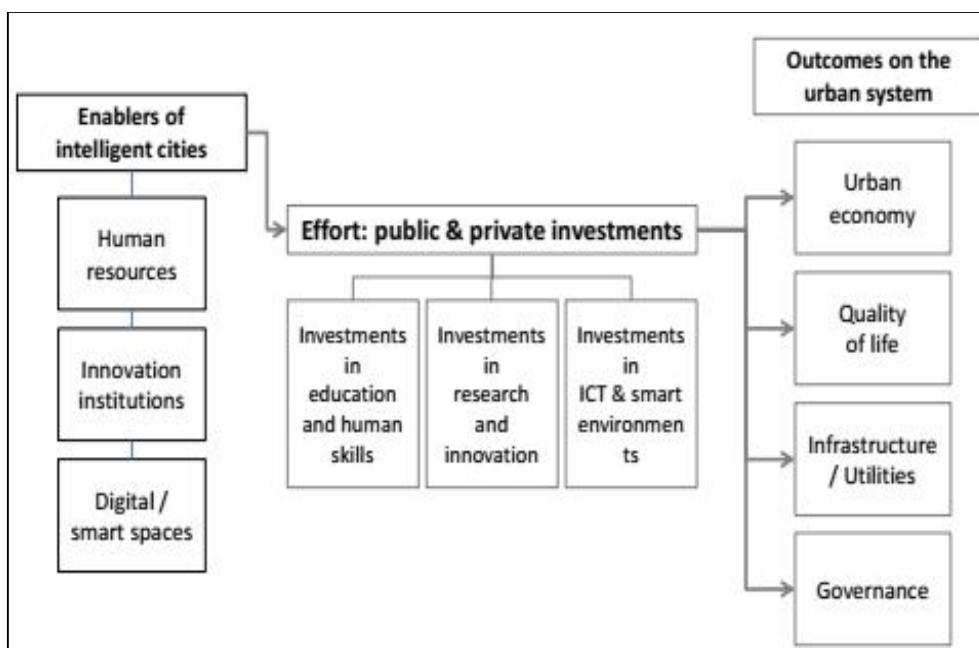 Enablers of
intelligent cities
Human
resources
Innovation
institutions
Digital /
smart spaces
Effort: public & private investments
Investments
in
education
and human
skills
Investments
in
research
and
innovation
Investments
in
ICT & smart
environmen
ts
Outcomes on the
urban system
Urban
economy
Quality
of life
Infrastructure
/ Utilities
Governance